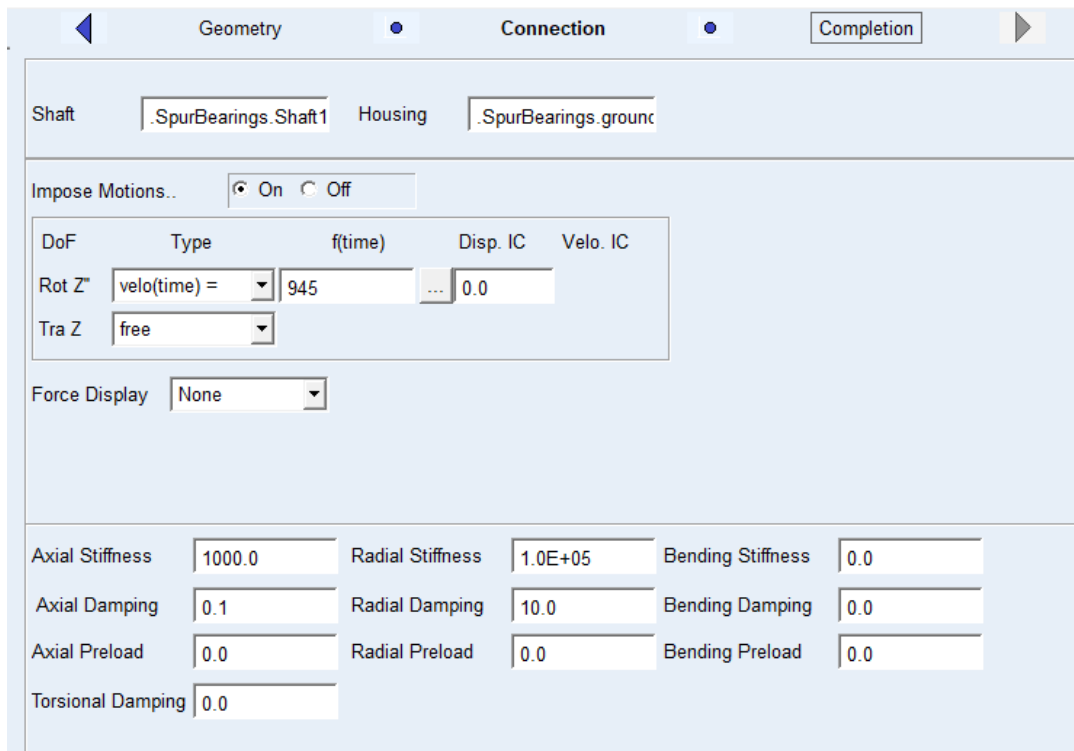 Geometry Connection Completion
Shaft .SpurBearings.Shaft1 Housing .SpurBearings.ground
Impose Motions.. On Off
DoF Type f(time) Disp. IC Velo. IC
Rot Z" velo(time) = 945 ... 0.0
Tra Z free
Force Display None
Axial Stiffness 1000.0 Radial Stiffness 1.0E+05 Bending Stiffness 0.0
Axial Damping 0.1 Radial Damping 10.0 Bending Damping 0.0
Axial Preload 0.0 Radial Preload 0.0 Bending Preload 0.0
Torsional Damping 0.0